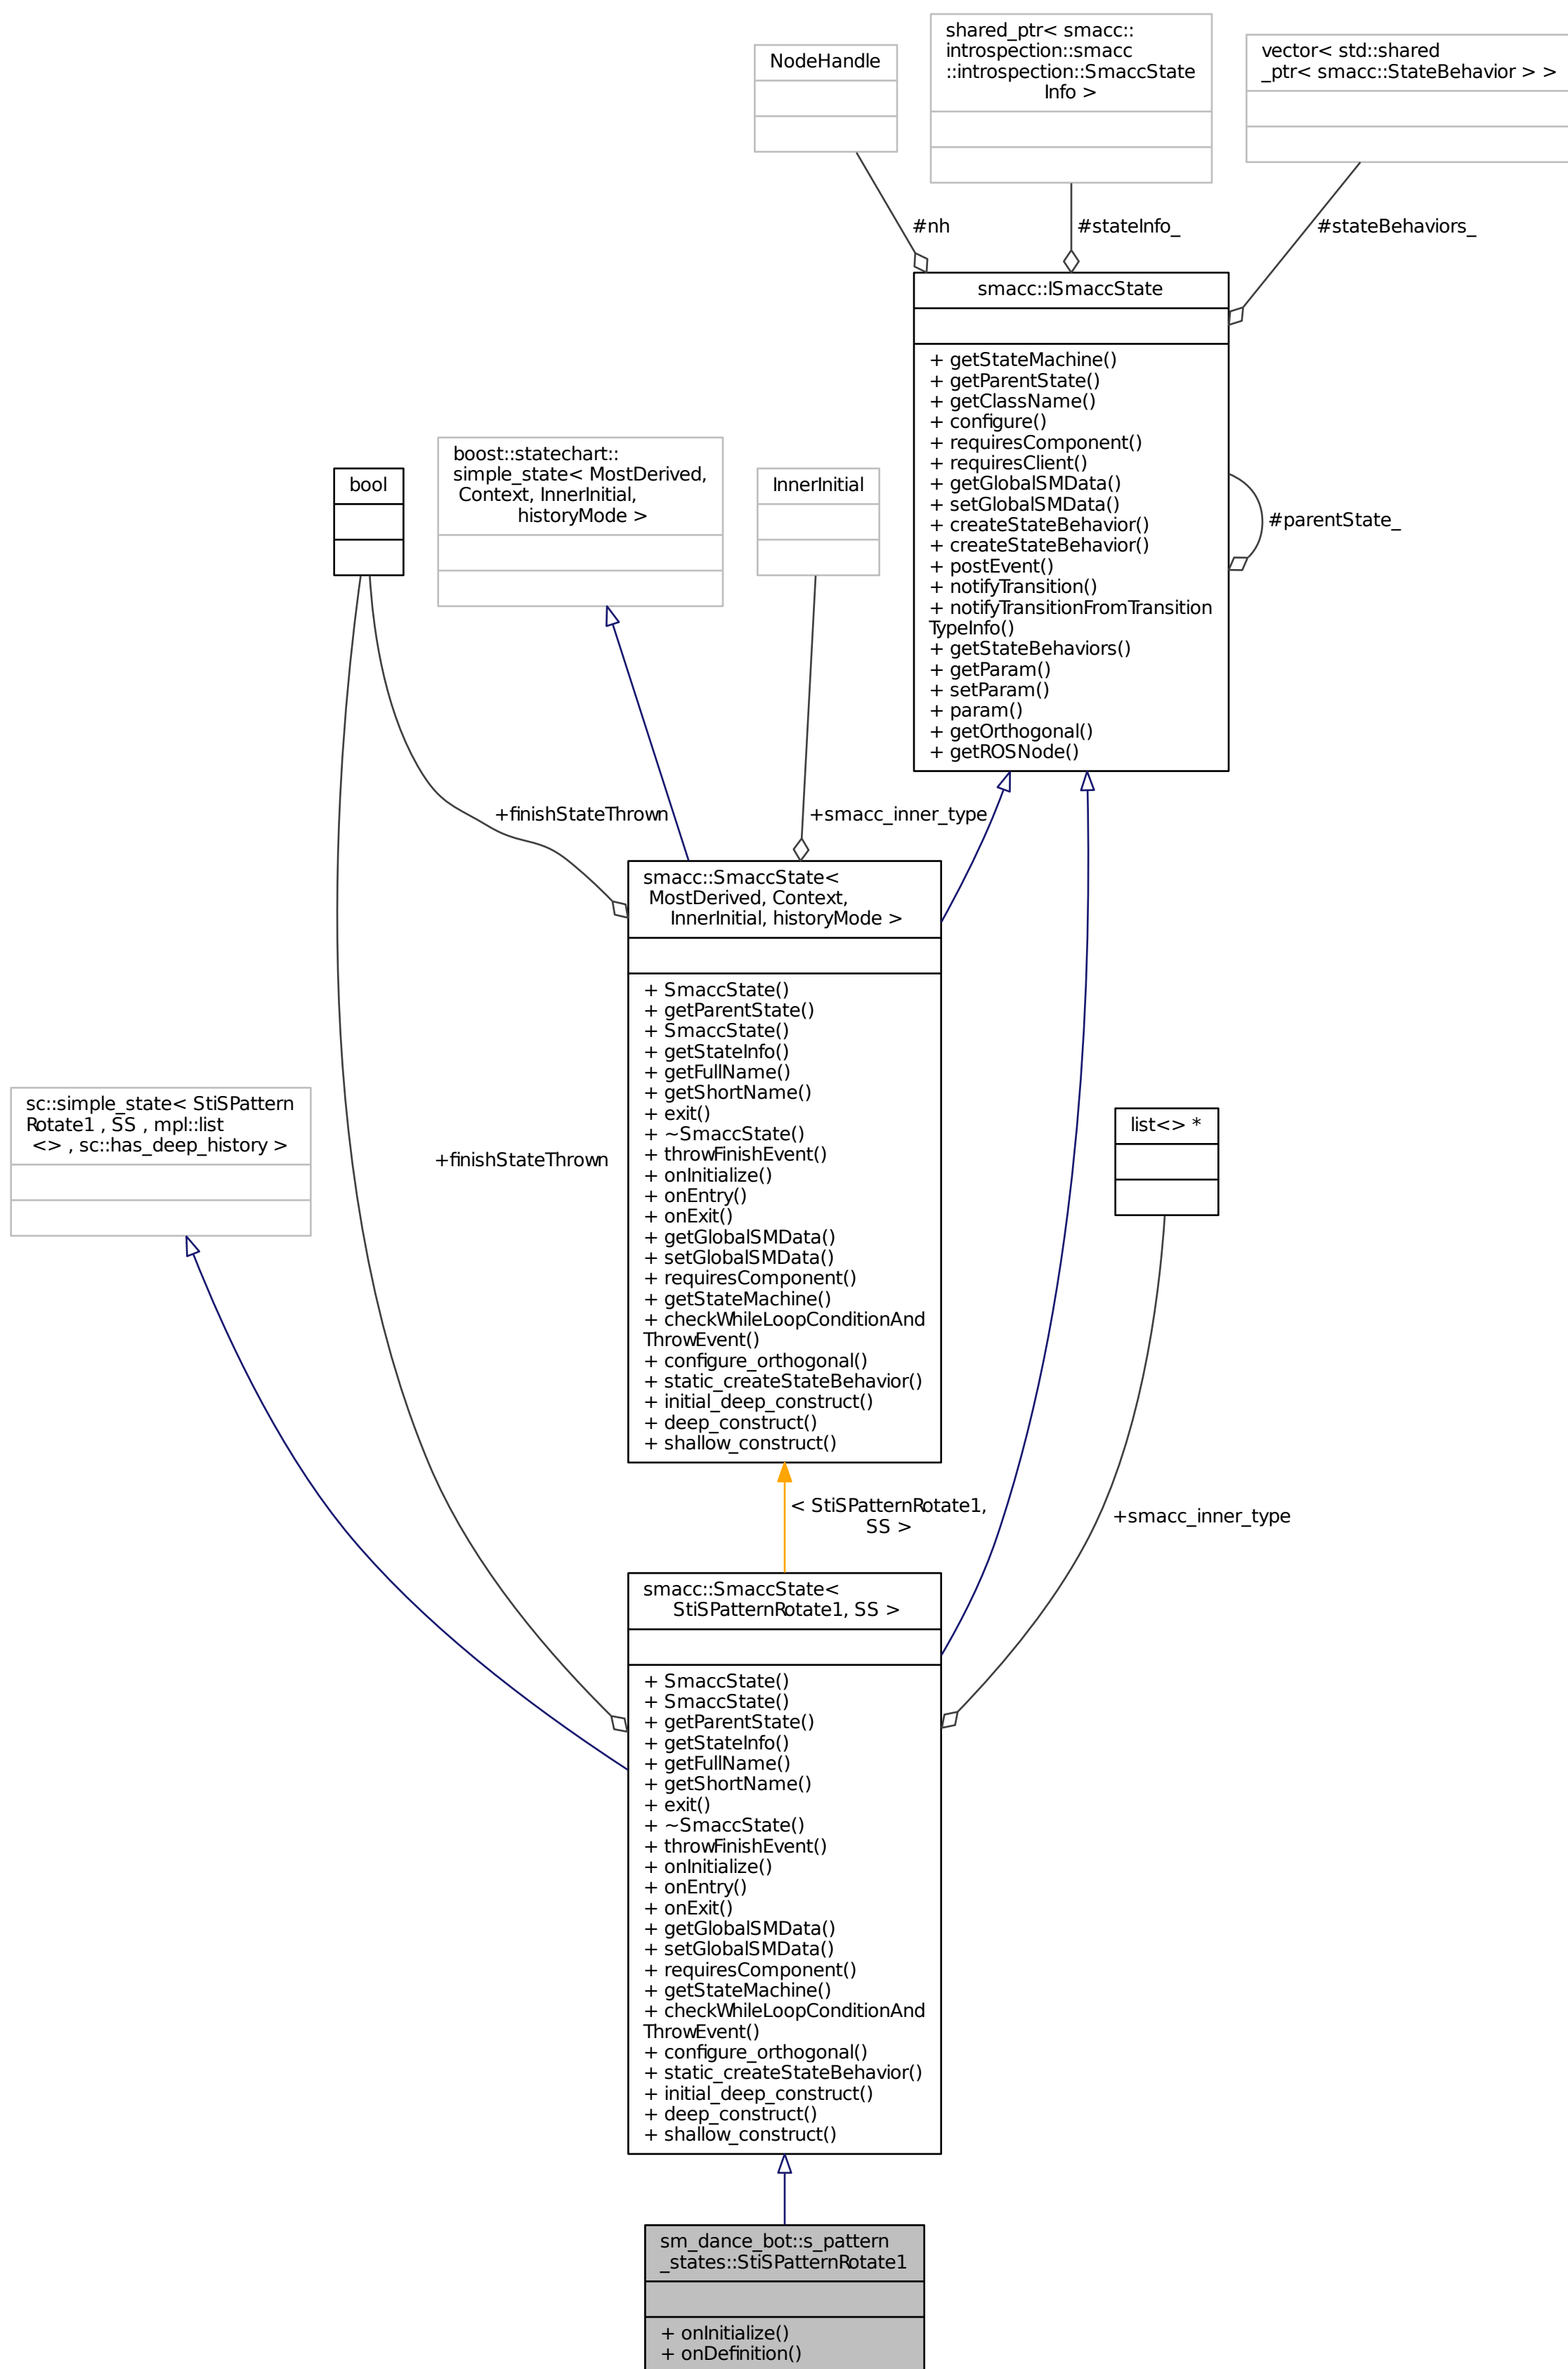 shared_ptr< smacc::
introspection::smacc
::introspection::SmaccState
Info >
NodeHandle
vector< std::shared
_ptr< smacc::StateBehavior > >
#nh
#stateInfo_
#stateBehaviors_
smacc::ISmaccState
+ getStateMachine()
+ getParentState()
+ getClassName()
+ configure()
+ requiresComponent()
+ requiresClient()
+ getGlobalSMData()
+ setGlobalSMData()
+ createStateBehavior()
+ createStateBehavior()
+ postEvent()
+ notifyTransition()
+ notifyTransitionFromTransition
TypeInfo()
+ getStateBehaviors()
+ getParam()
+ setParam()
+ param()
+ getOrthogonal()
+ getROSNode()
#parentState_
bool
boost::statechart::
simple_state< MostDerived,
Context, InnerInitial,
historyMode >
InnerInitial
+finishStateThrown
+smacc_inner_type
smacc::SmaccState<
MostDerived, Context,
InnerInitial, historyMode >
+ SmaccState()
+ getParentState()
+ SmaccState()
+ getStateInfo()
+ getFullName()
+ getShortName()
+ exit()
+ ~SmaccState()
+ throwFinishEvent()
+ onInitialize()
+ onEntry()
+ onExit()
+ getGlobalSMData()
+ setGlobalSMData()
+ requiresComponent()
+ getStateMachine()
+ checkWhileLoopConditionAnd
ThrowEvent()
+ configure_orthogonal()
+ static_createStateBehavior()
+ initial_deep_construct()
+ deep_construct()
+ shallow_construct()
sc::simple_state< StiSPattern
Rotate1 , SS , mpl::list
<> , sc::has_deep_history >
+finishStateThrown
list<> *
< StiSPatternRotate1,
SS >
+smacc_inner_type
smacc::SmaccState<
StiSPatternRotate1, SS >
+ SmaccState()
+ SmaccState()
+ getParentState()
+ getStateInfo()
+ getFullName()
+ getShortName()
+ exit()
+ ~SmaccState()
+ throwFinishEvent()
+ onInitialize()
+ onEntry()
+ onExit()
+ getGlobalSMData()
+ setGlobalSMData()
+ requiresComponent()
+ getStateMachine()
+ checkWhileLoopConditionAnd
ThrowEvent()
+ configure_orthogonal()
+ static_createStateBehavior()
+ initial_deep_construct()
+ deep_construct()
+ shallow_construct()
sm_dance_bot::s_pattern
_states::StiSPatternRotate1
+ onInitialize()
+ onDefinition()